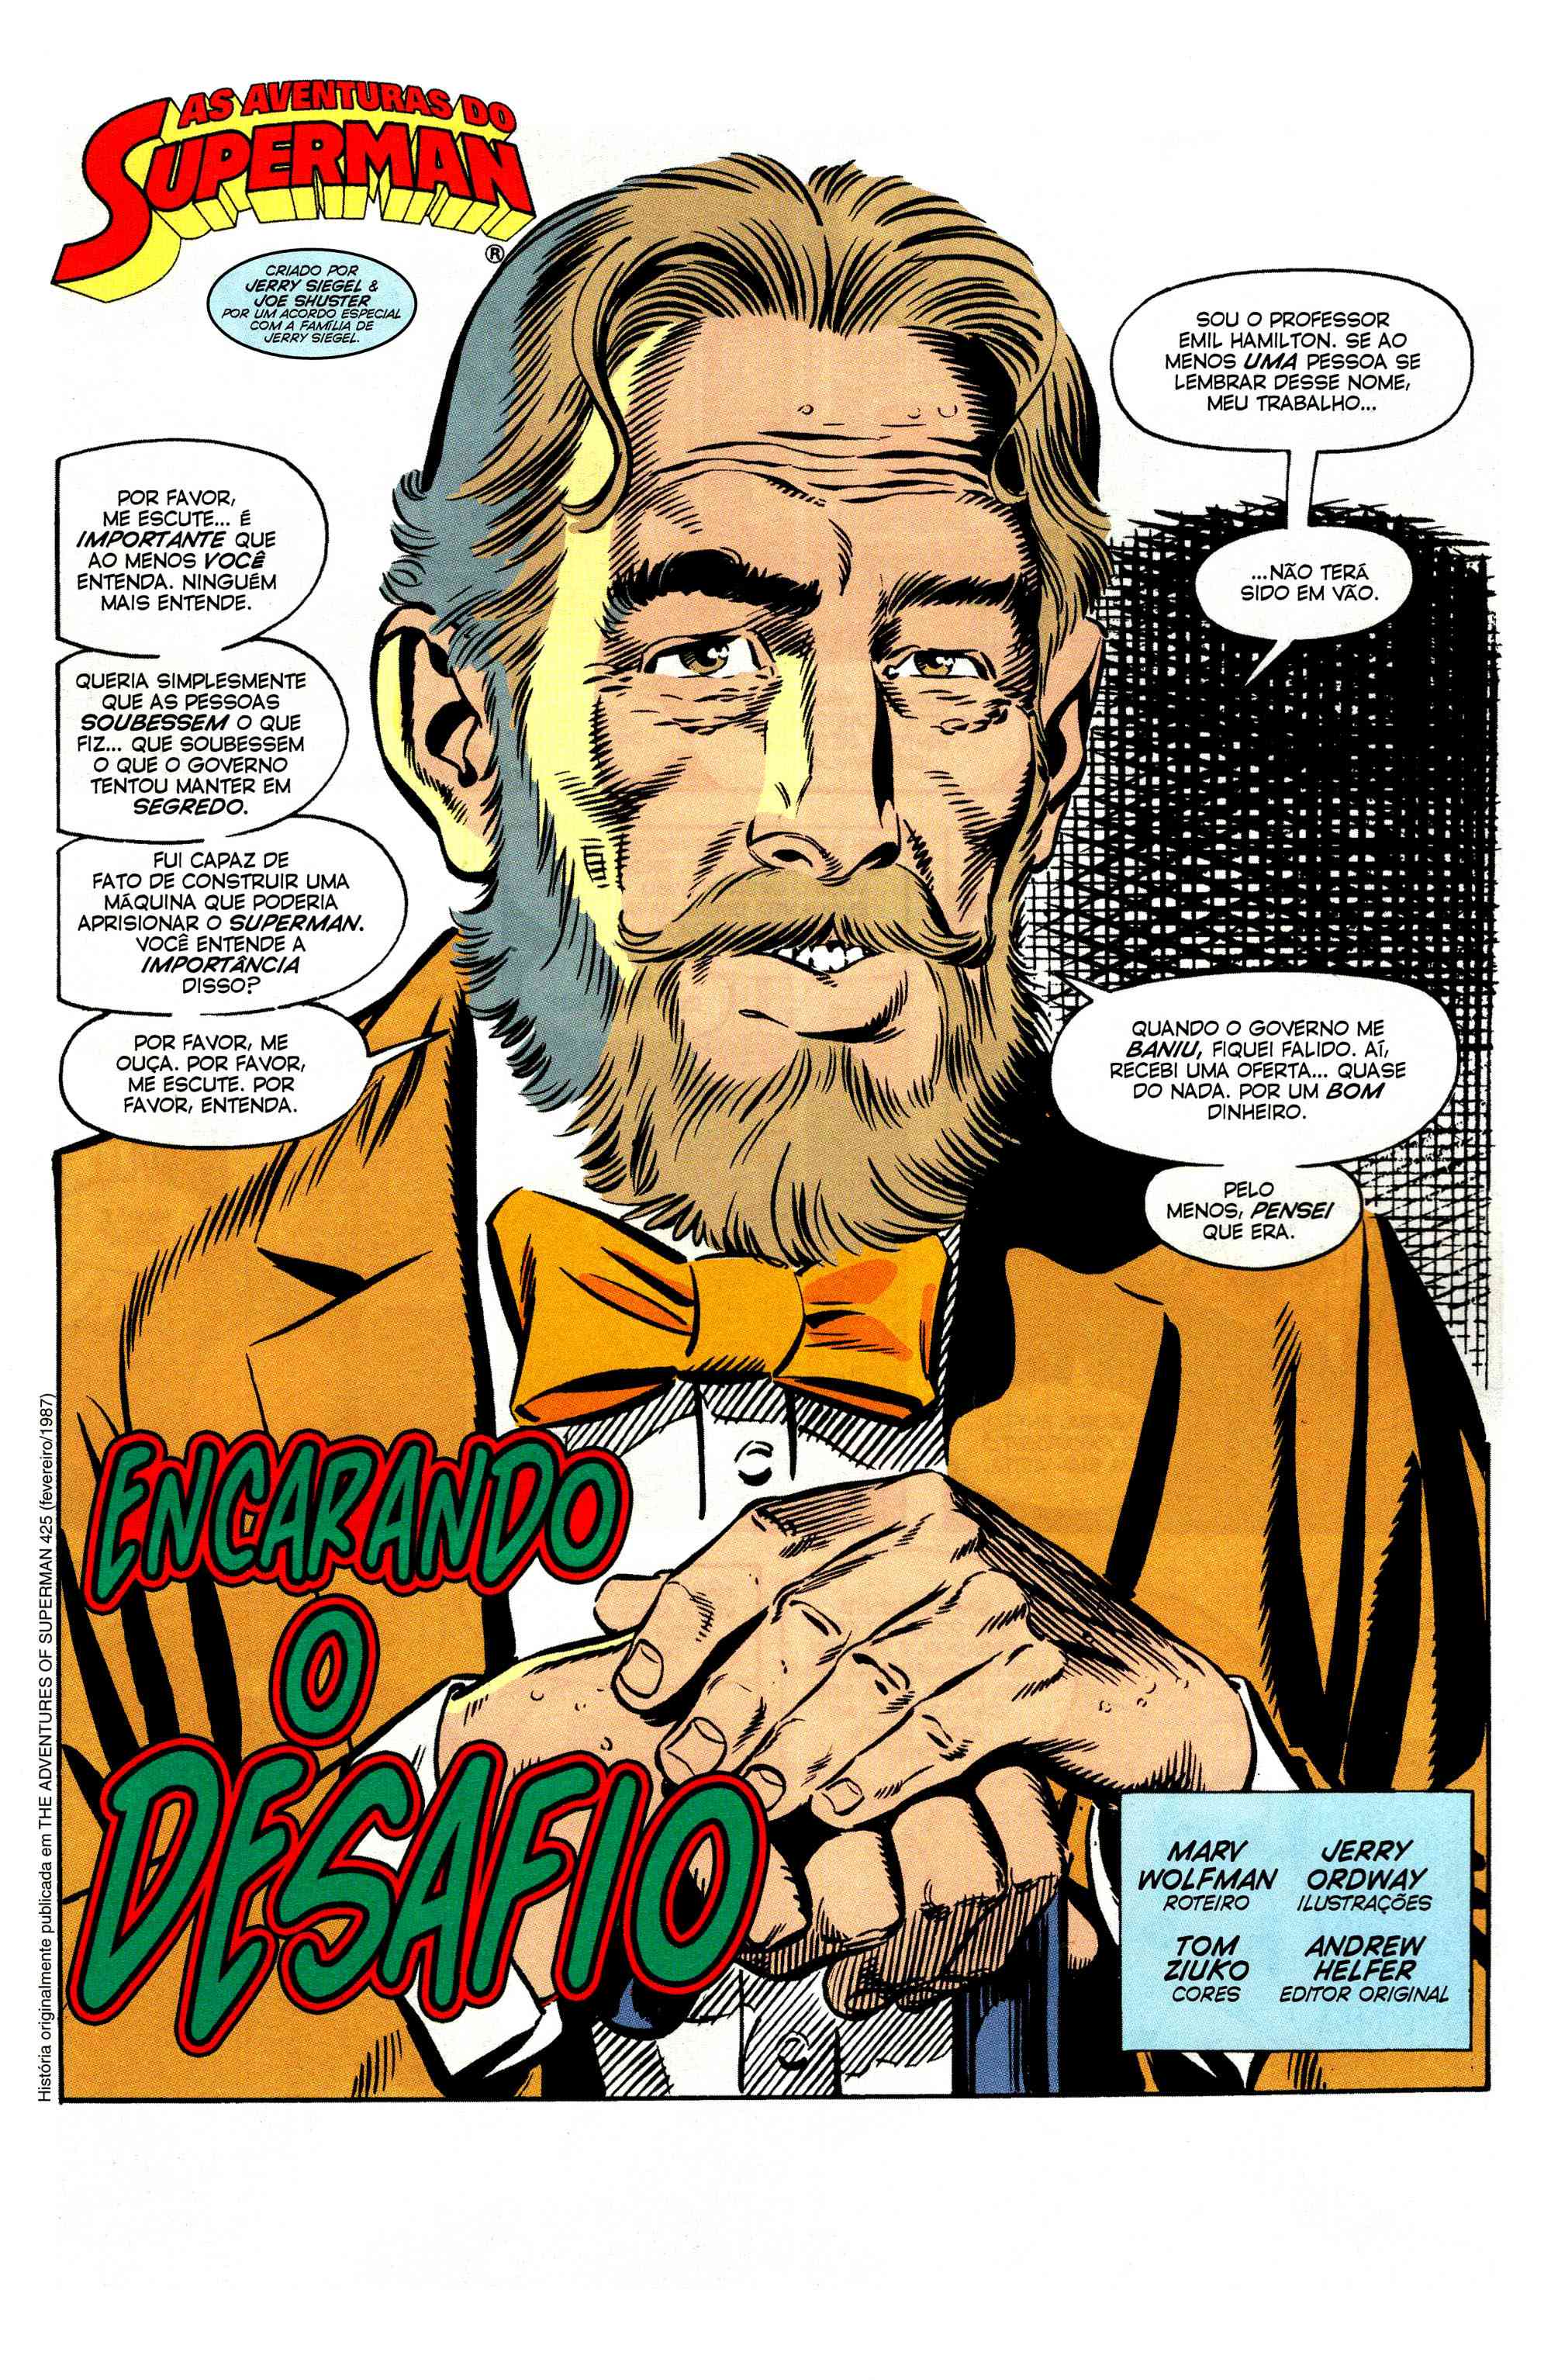 AS AVENTURAS DO
SUPERMAN
®
CRIADO POR
JERRY SIEGEL &
JOE SHUSTER
POR UM ACORDO ESPECIAL
COM A FAMÍLIA DE
JERRY SIEGEL.
POR FAVOR,
ME ESCUTE... É
IMPORTANTE QUE
AO MENOS VOCÊ
ENTENDA. NINGUÉM
MAIS ENTENDE.
QUERIA SIMPLESMENTE
QUE AS PESSOAS
SOUBESSEM O QUE
FIZ... QUE SOUBESSEM
O QUE O GOVERNO
TENTOU MANTER EM
SEGREDO.
FUI CAPAZ DE
FATO DE CONSTRUIR UMA
MÁQUINA QUE PODERIA
APRISIONAR O SUPERMAN.
VOCÊ ENTENDE A
IMPORTÂNCIA
DISSO?
POR FAVOR, ME
OUÇA. POR FAVOR,
ME ESCUTE. POR
FAVOR, ENTENDA.
SOU O PROFESSOR
EMIL HAMILTON. SE AO
MENOS UMA PESSOA SE
LEMBRAR DESSE NOME,
MEU TRABALHO...
...NÃO TERÁ
SIDO EM VÃO.
QUANDO O GOVERNO ME
BANIU, FIQUEI FALIDO. AÍ,
RECEBI UMA OFERTA... QUASE
DO NADA. POR UM BOM
DINHEIRO.
PELO
MENOS, PENSEI
QUE ERA.
ENCARANDO
O
DESAFIO
MARV
WOLFMAN
ROTEIRO
JERRY
ORDWAY
ILUSTRAÇÕES
TOM
ZIUKO
CORES
ANDREW
HELFER
EDITOR ORIGINAL
História originalmente publicada em THE ADVENTURES OF SUPERMAN 425 (fevereiro/1987)